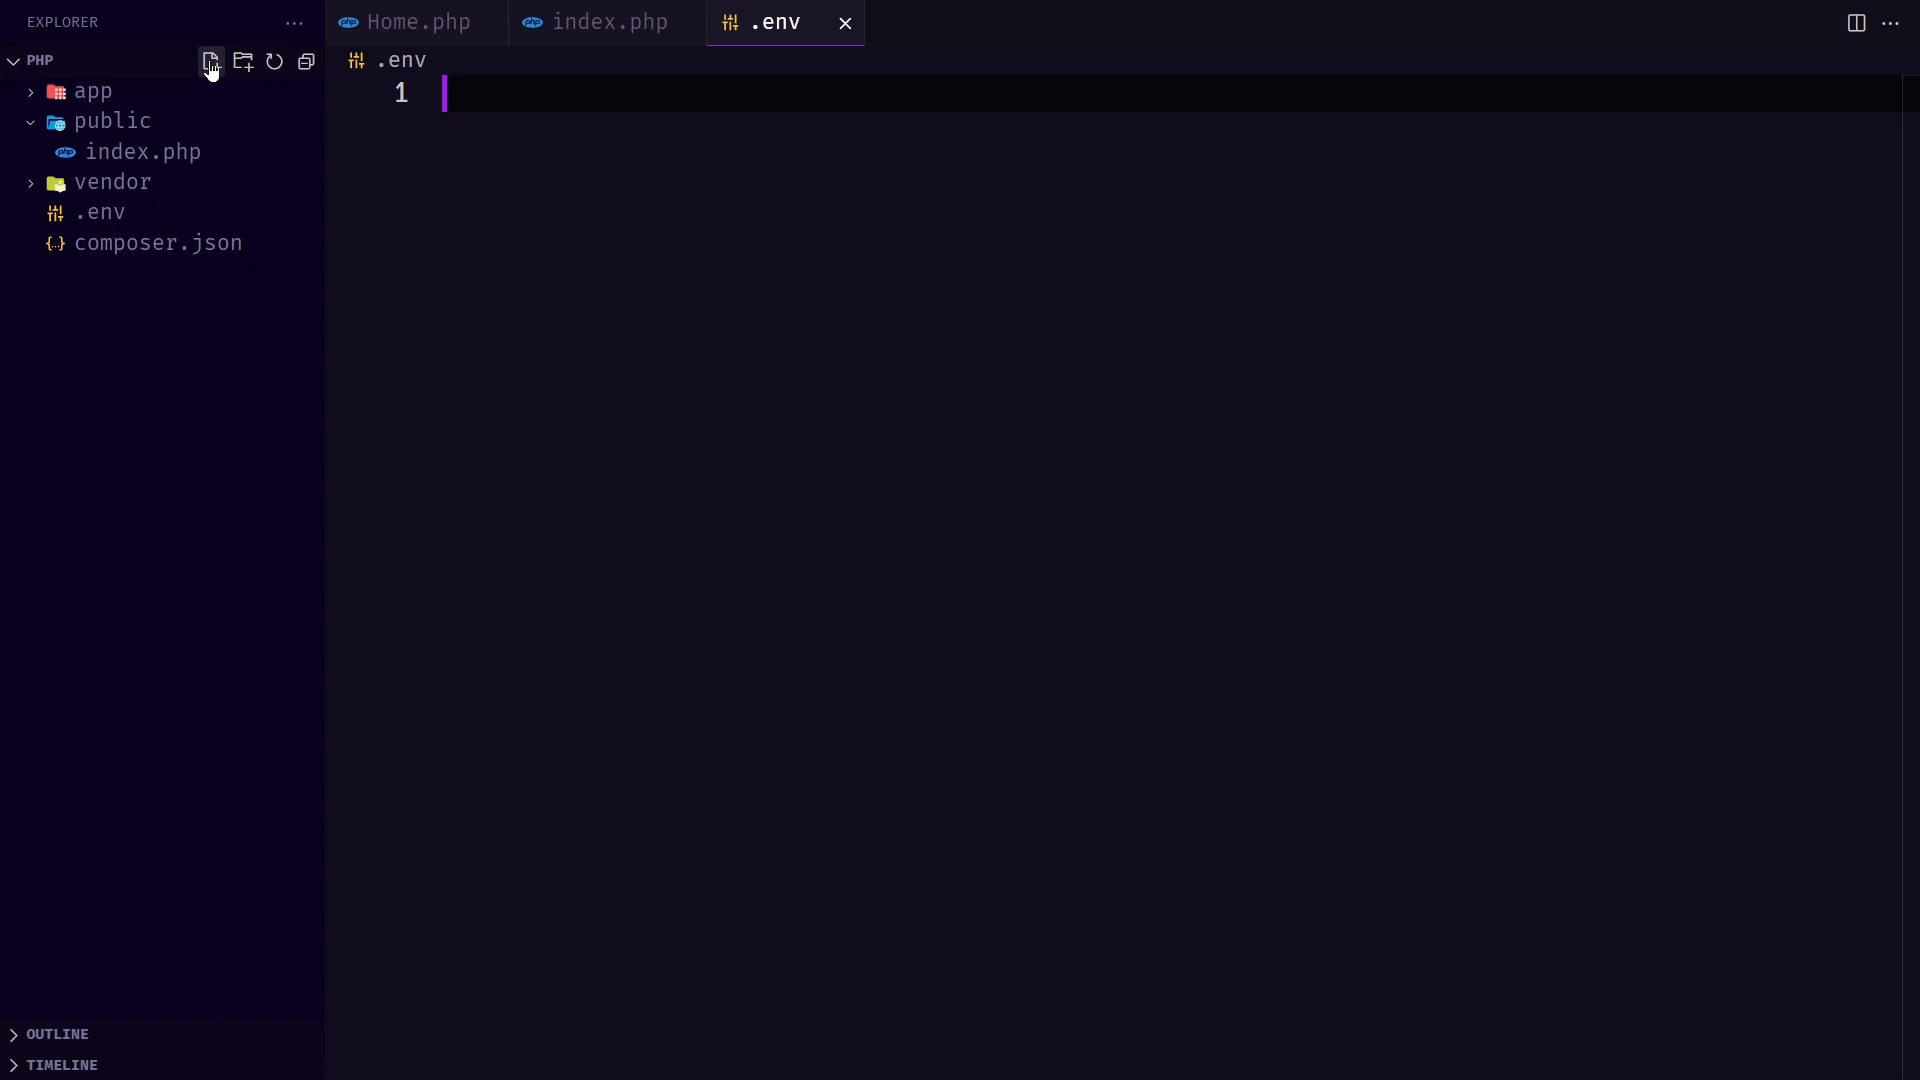 EXPLORER
Home.php
index.php
.env
PHP
.env
app
public
index.php
vendor
.env
composer.json
1
OUTLINE
TIMELINE